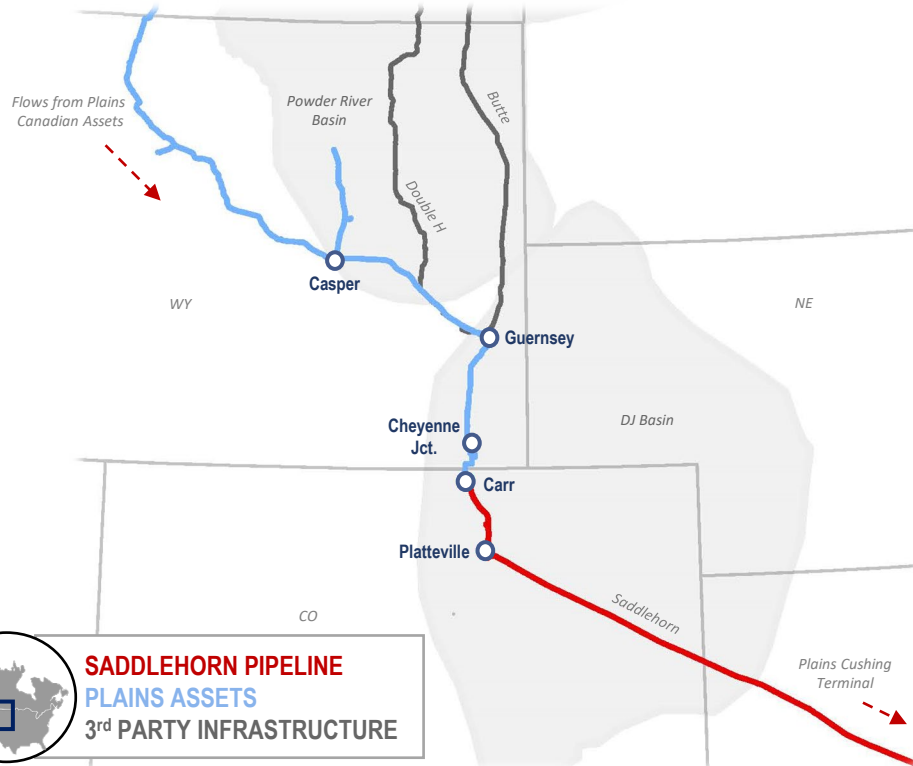 Flows from Plains
Canadian Assets
Powder River
Basin
Butte
Double H
Casper
WY
NE
Guernsey
DJ Basin
Cheyenne
Jct.
Carr
Platteville
CO
Saddlehorn
Plains Cushing
Terminal
SADDLEHORN PIPELINE
PLAINS ASSETS
3rd PARTY INFRASTRUCTURE